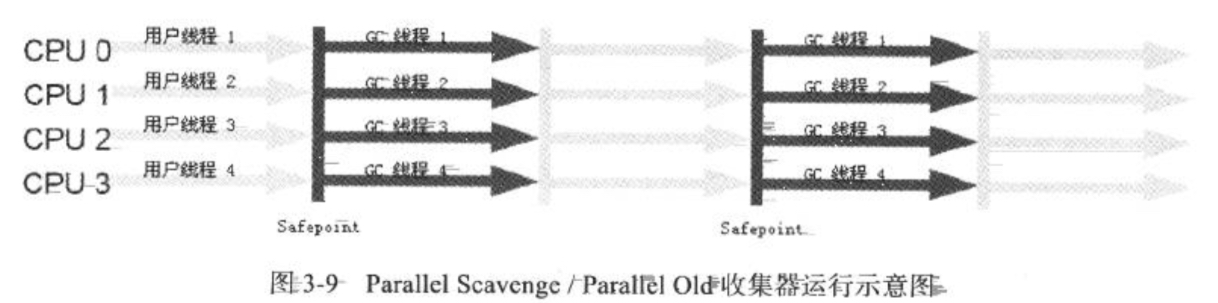 CPU 0 用户线程 1 GC 线程 1 GC 线程 1
CPU 1 用户线程 2 GC 线程 2 GC 线程 2
CPU 2 用户线程 3 GC 线程 3 GC 线程 3
CPU 3 用户线程 4 GC 线程 4 GC 线程 4
Safepoint Safepoint
图 3-9 Parallel Scavenge / Parallel Old 收集器运行示意图